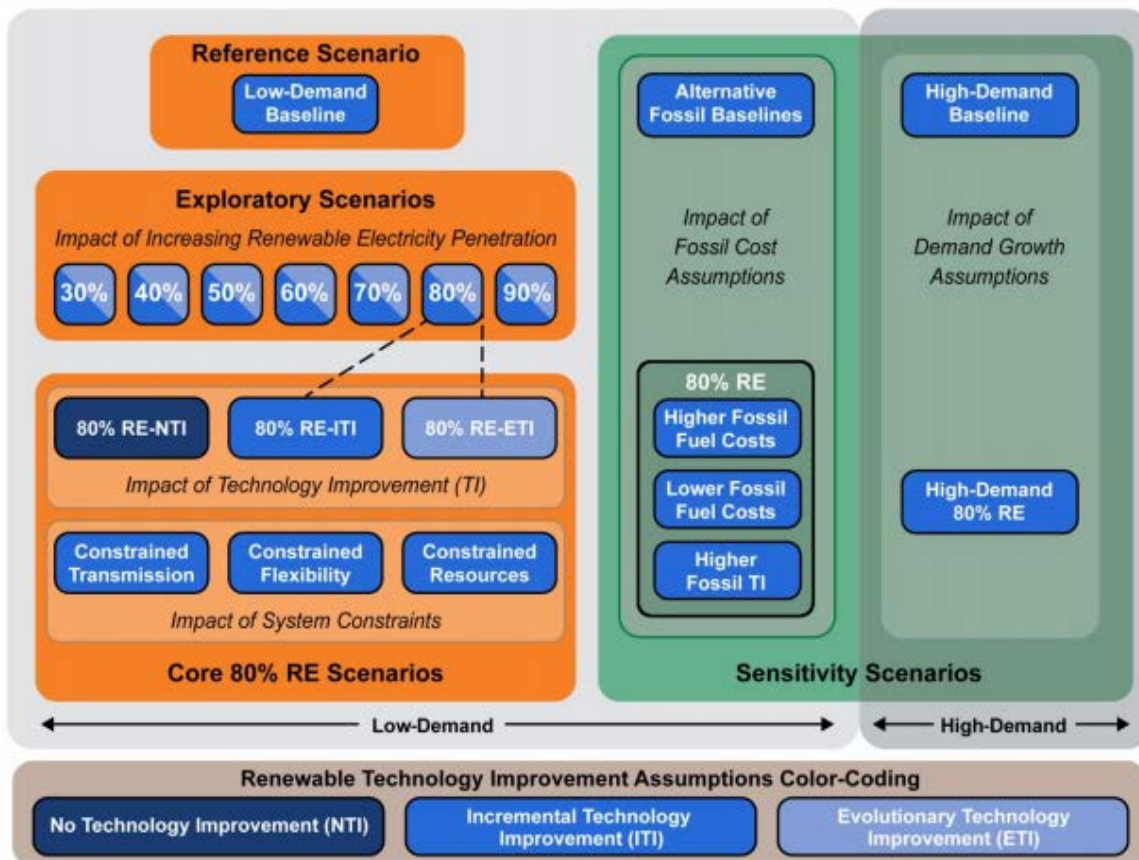 Reference Scenario
Low-Demand
Baseline
Exploratory Scenarios
Impact of Increasing Renewable Electricity Penetration
30% 40% 50% 60% 70% 80% 90%
80% RE-NTI 80% RE-ITI 80% RE-ETI
Impact of Technology Improvement (TI)
Constrained
Transmission
Constrained
Flexibility
Constrained
Resources
Impact of System Constraints
Core 80% RE Scenarios
Alternative
Fossil Baselines
Impact of
Fossil Cost
Assumptions
80% RE
Higher Fossil
Fuel Costs
Lower Fossil
Fuel Costs
Higher
Fossil TI
High-Demand
Baseline
Impact of
Demand Growth
Assumptions
High-Demand
80% RE
Sensitivity Scenarios
Low-Demand
High-Demand
Renewable Technology Improvement Assumptions Color-Coding
No Technology Improvement (NTI)
Incremental Technology
Improvement (ITI)
Evolutionary Technology
Improvement (ETI)